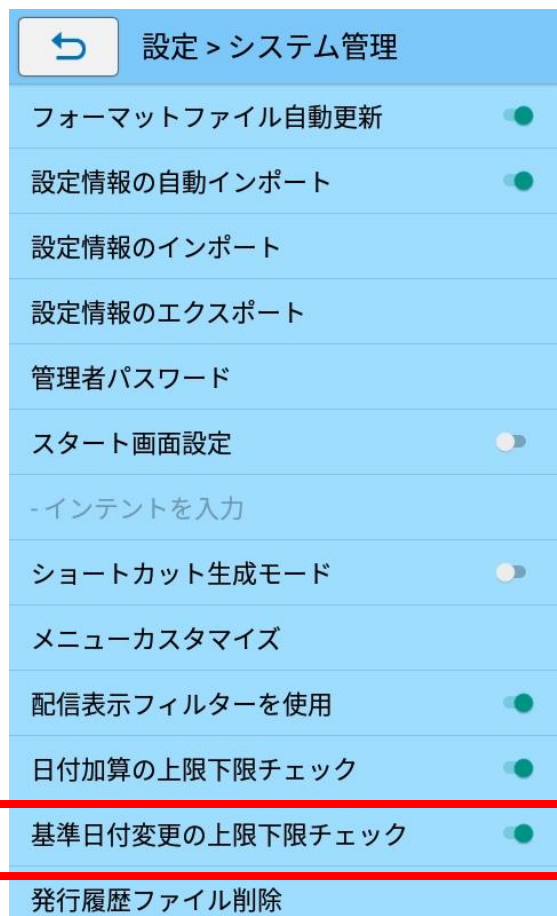 設定 > システム管理
フォーマットファイル自動更新
設定情報の自動インポート
設定情報のインポート
設定情報のエクスポート
管理者パスワード
スタート画面設定
- インテントを入力
ショートカット生成モード
メニューカスタマイズ
配信表示フィルターを使用
日付加算の上限下限チェック
基準日付変更の上限下限チェック
発行履歴ファイル削除